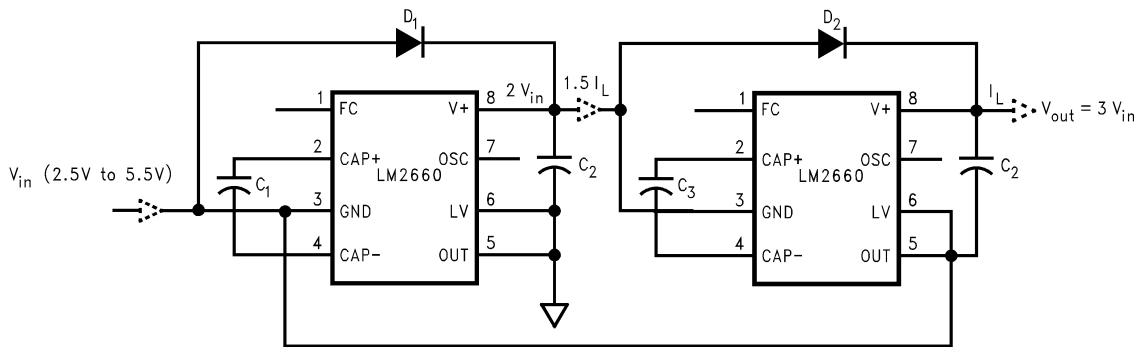 D1
D2
Vin (2.5V to 5.5V)
1 FC V+ 8
2 CAP+ OSC 7
LM2660
3 GND LV 6
4 CAP- OUT 5
C1
2 Vin
C2
1.5 IL
1 FC V+ 8
2 CAP+ OSC 7
LM2660
3 GND LV 6
4 CAP- OUT 5
C3
IL
Vout = 3 Vin
C2